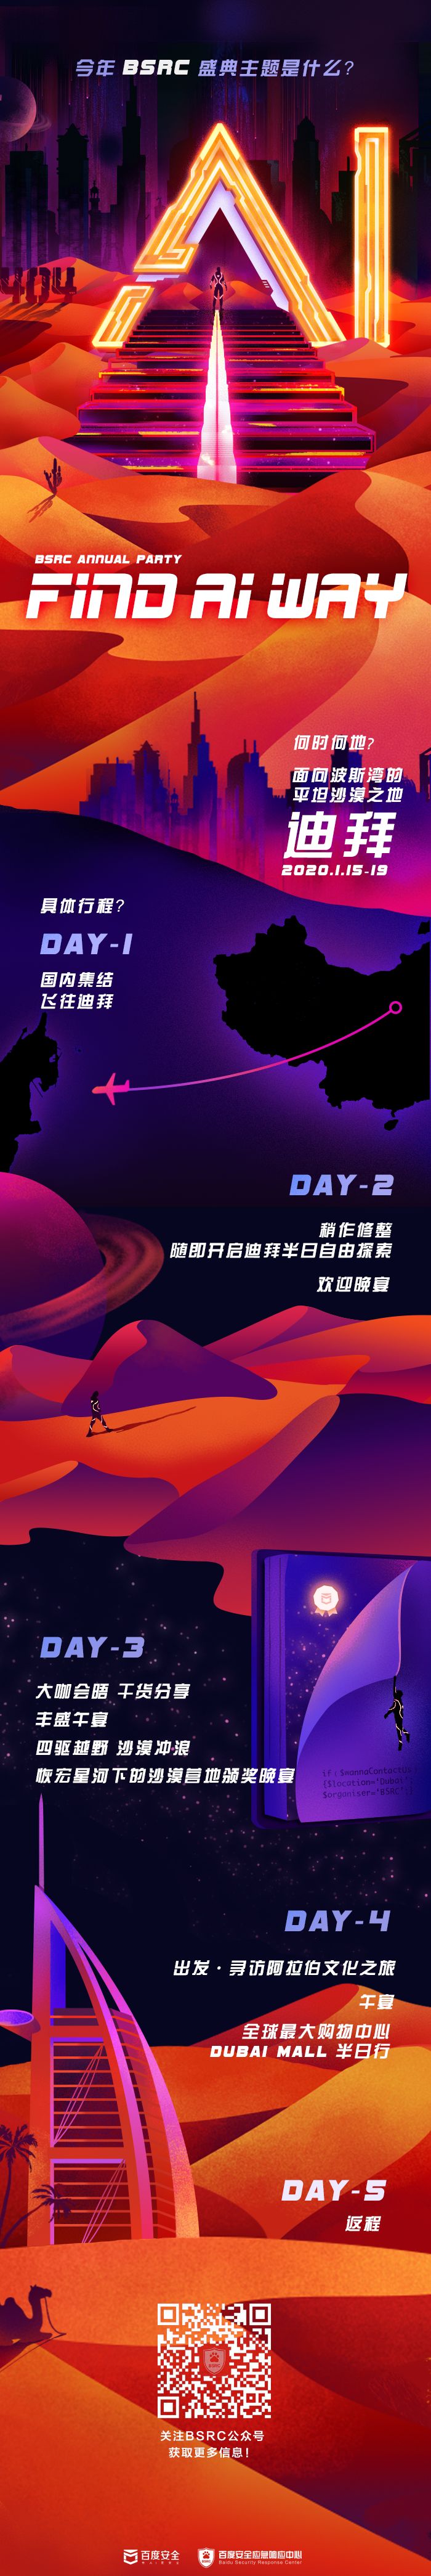 今年 BSRC 盛典主题是什么?
BSRC ANNUAL PARTY
FIND AI WAY
何时何地?
面向波斯湾的
平坦沙漠之地
迪拜
2020.1.15-19
具体行程?
DAY-1
国内集结
飞往迪拜
DAY-2
稍作修整
随即开启迪拜半日自由探索
欢迎晚宴
DAY-3
大咖会晤 干货分享
丰盛午宴
四驱越野 沙漠冲浪
恢宏星河下的沙漠营地颁奖晚宴
{$location='Dubai'
$organiser='BSRC'
DAY-4
出发·寻访阿拉伯文化之旅
午宴
全球最大购物中心
DUBAI MALL 半日行
DAY-5
返程
关注BSRC公众号
获取更多信息!
百度安全
百度安全应急响应中心
Baidu Security Response Center